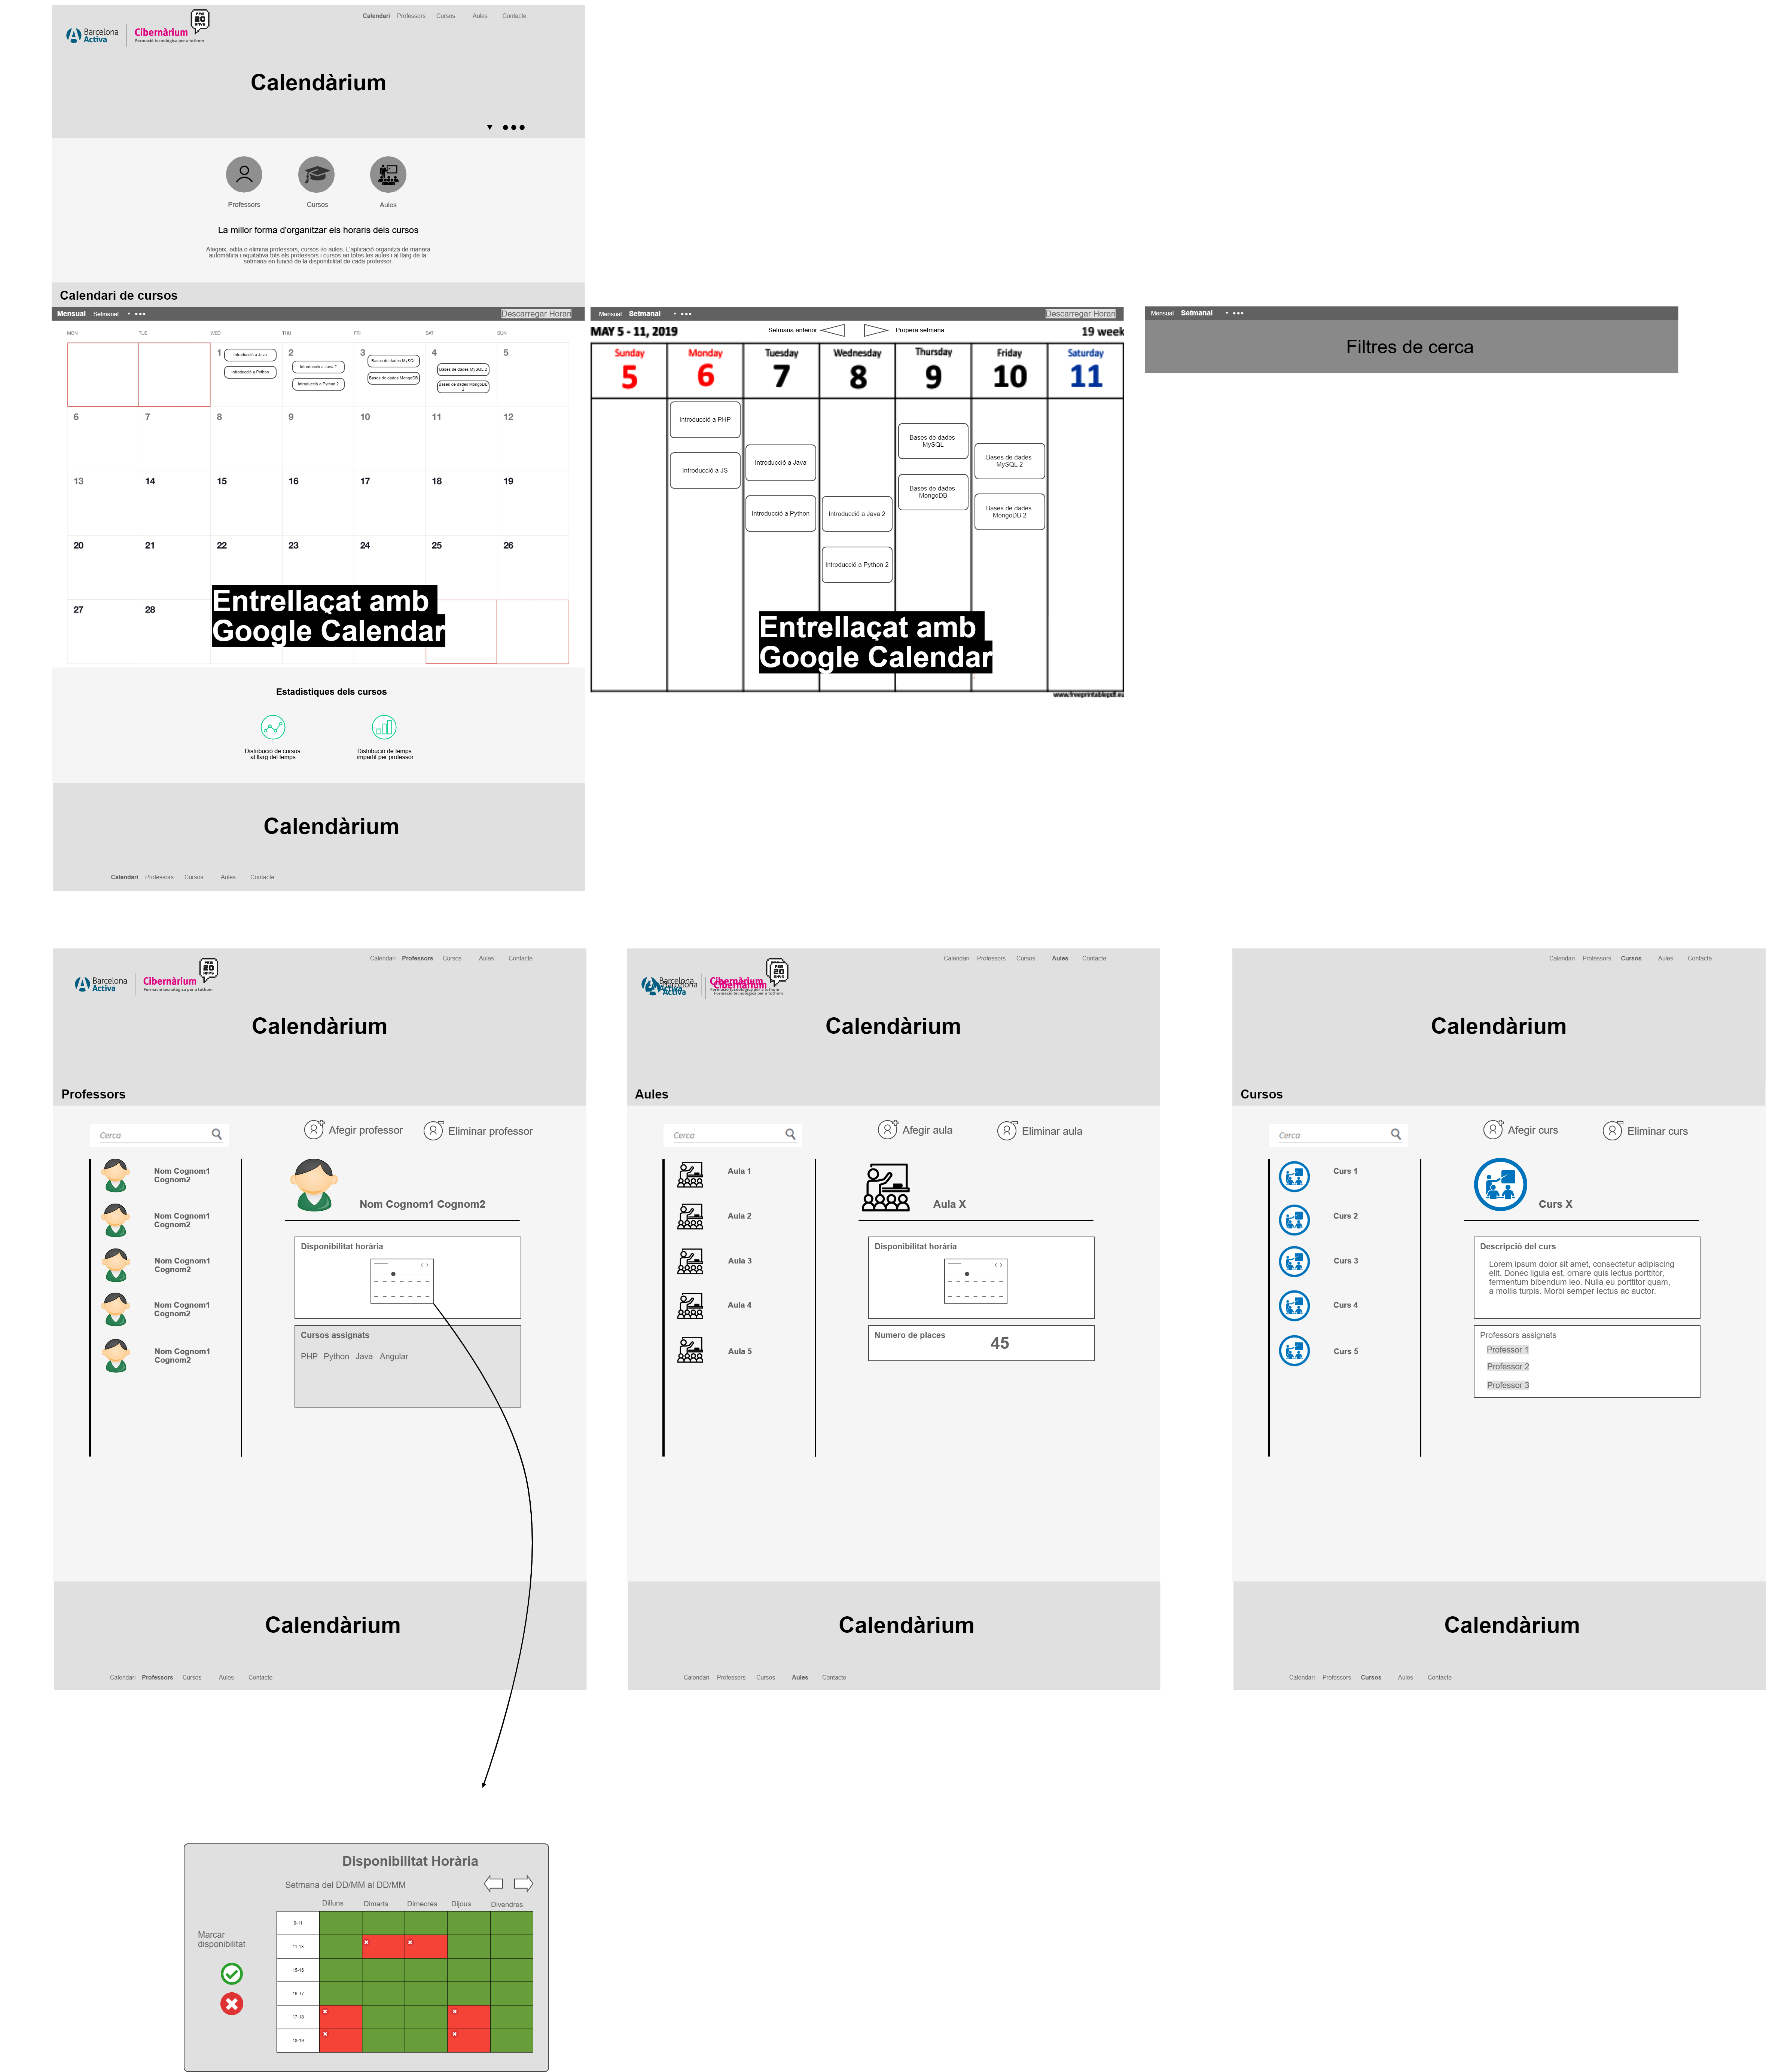 Calendari Professors Cursos Aules Contacte
FEB
20
ANYS
Barcelona
Activa
Cibernàrium
Formació tecnològica per a tothom
Calendàrium
Professors Cursos Aules
La millor forma d'organitzar els horaris dels cursos
Afegeix, edita o elimina professors, cursos i/o aules. L'aplicació organitza de manera
automàtica i equitativa tots els professors i cursos en totes les aules i al llarg de la
setmana en funció de la disponibilitat de cada professor.
Calendari de cursos
Mensual Setmanal Descarregar Horari
MON TUE WED THU FRI SAT SUN
1 2 3 4 5
Introducció a Java
Introducció a Python
Introducció a Java 2
Introducció a Python 2
Bases de dades MySQL
Bases de dades MongoDB
Bases de dades MySQL 2
Bases de dades MongoDB
2
6 7 8 9 10 11 12
13 14 15 16 17 18 19
20 21 22 23 24 25 26
27 28
Entrellaçat amb
Google Calendar
Mensual Setmanal Descarregar Horari
MAY 5 - 11, 2019 Setmana anterior Propera setmana 19 week
Sunday Monday Tuesday Wednesday Thursday Friday Saturday
5 6 7 8 9 10 11
Introducció a PHP
Introducció a JS
Introducció a Java
Introducció a Python
Introducció a Java 2
Introducció a Python 2
Bases de dades
MySQL
Bases de dades
MongoDB
Bases de dades
MySQL 2
Bases de dades
MongoDB 2
Entrellaçat amb
Google Calendar
www.freeprintablepdf.eu
Mensual Setmanal
Filtres de cerca
Estadístiques dels cursos
Distribució de cursos
al llarg del temps
Distribució de temps
impartit per professor
Calendàrium
Calendari Professors Cursos Aules Contacte
Calendari Professors Cursos Aules Contacte
FEB
20
ANYS
Barcelona
Activa
Cibernàrium
Formació tecnològica per a tothom
Calendàrium
Professors
Cerca
Afegir professor Eliminar professor
Nom Cognom1
Cognom2
Nom Cognom1
Cognom2
Nom Cognom1
Cognom2
Nom Cognom1
Cognom2
Nom Cognom1
Cognom2
Nom Cognom1 Cognom2
Disponibilitat horària
Cursos assignats
PHP Python Java Angular
Calendàrium
Calendari Professors Cursos Aules Contacte
Calendari Professors Cursos Aules Contacte
FEB
20
ANYS
Barcelona
Barcelona
Activa
Activa
Cibernàrium
Cibernàrium
Formació tecnològica per a tothom
Formació tecnològica per a tothom
Calendàrium
Aules
Cerca
Afegir aula Eliminar aula
Aula 1
Aula 2
Aula 3
Aula 4
Aula 5
Aula X
Disponibilitat horària
Numero de places 45
Calendàrium
Calendari Professors Cursos Aules Contacte
Calendari Professors Cursos Aules Contacte
Calendàrium
Cursos
Cerca
Afegir curs Eliminar curs
Curs 1
Curs 2
Curs 3
Curs 4
Curs 5
Curs X
Descripció del curs
Lorem ipsum dolor sit amet, consectetur adipiscing
elit. Donec ligula est, ornare quis lectus porttitor,
fermentum bibendum leo. Nulla eu porttitor quam,
a mollis turpis. Morbi semper lectus ac auctor.
Professors assignats
Professor 1
Professor 2
Professor 3
Calendàrium
Calendari Professors Cursos Aules Contacte
Disponibilitat Horària
Setmana del DD/MM al DD/MM
Dilluns Dimarts Dimecres Dijous Divendres
Marcar
disponibilitat
9-11
11-13
15-16
16-17
17-18
18-19